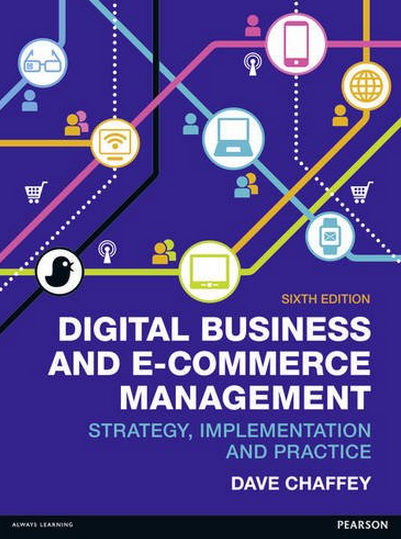 SIXTH EDITION
DIGITAL BUSINESS
AND E-COMMERCE
MANAGEMENT
STRATEGY, IMPLEMENTATION
AND PRACTICE
DAVE CHAFFEY
ALWAYS LEARNING
PEARSON